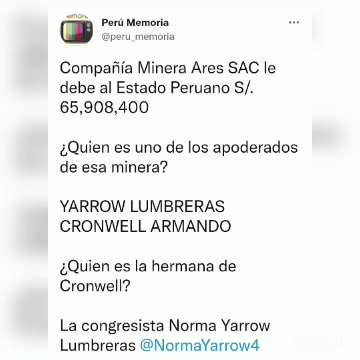 Perú Memoria
@peru_memoria
Compañía Minera Ares SAC le
debe al Estado Peruano S/.
65,908,400
¿Quien es uno de los apoderados
de esa minera?
YARROW LUMBRERAS
CRONWELL ARMANDO
¿Quien es la hermana de
Cronwell?
La congresista Norma Yarrow
Lumbreras @NormaYarrow4